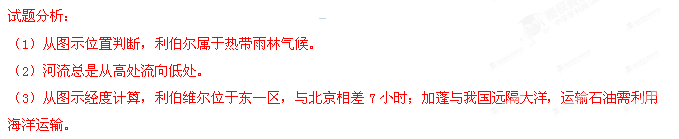 试题分析：
（1）从图示位置判断，利伯尔属于热带雨林气候。
（2）河流总是从高处流向低处。
（3）从图示经度计算，利伯维尔位于东一区，与北京相差 7 小时；加蓬与我国远隔大洋，运输石油需利用
海洋运输。